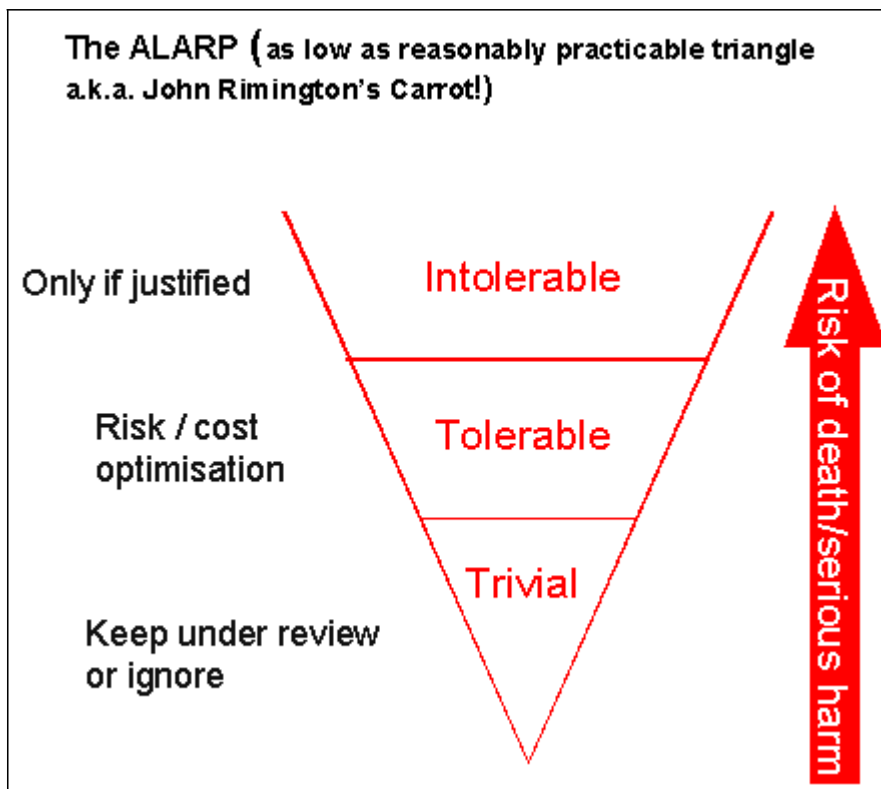 The ALARP (as low as reasonably practicable triangle
a.k.a. John Rimington's Carrot!)
Only if justified
Intolerable
Risk / cost
optimisation
Tolerable
Trivial
Keep under review
or ignore
Risk of death/serious harm